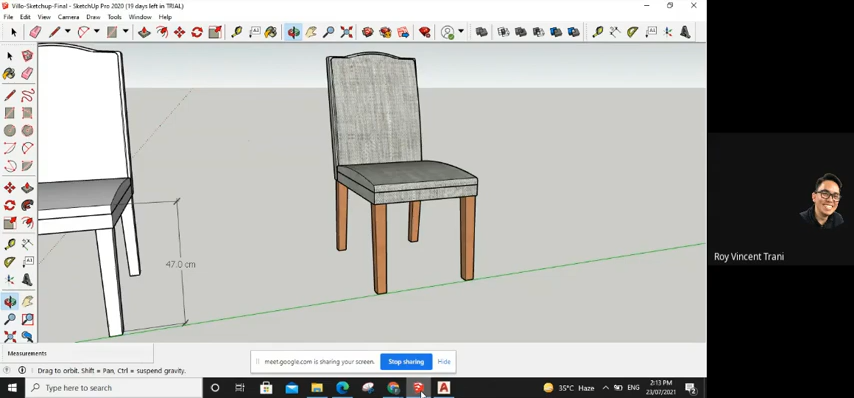 Villo-Sketchup-Final - SketchUp Pro 2020 (19 days left in TRIAL)
File Edit View Camera Draw Tools Window Help
47.0 cm
Roy Vincent Trani
Measurements
meet.google.com is sharing your screen.
Stop sharing
Hide
Drag to orbit. Shift = Pan, Ctrl = suspend gravity.
Type here to search
35°C Haze
ENG
2:13 PM
23/07/2021
2